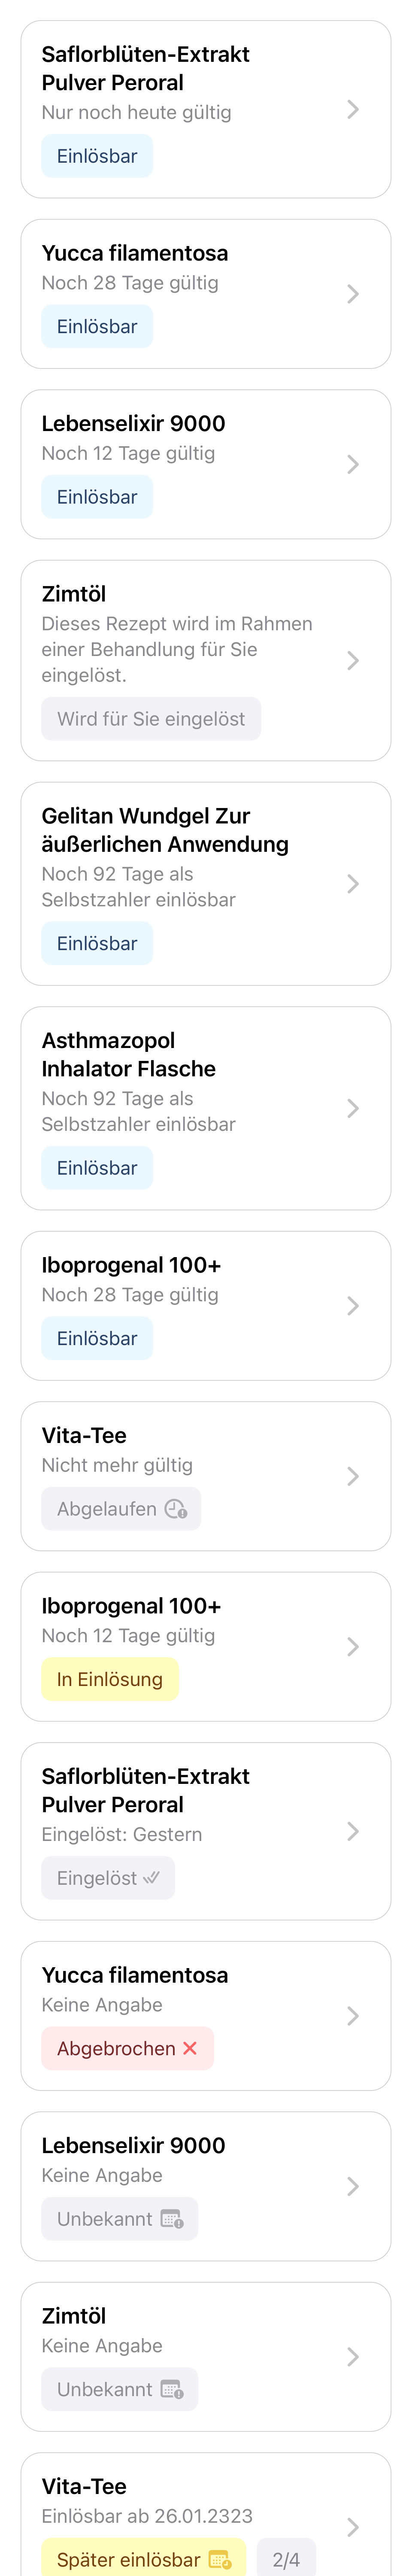 Saflorblüten-Extrakt
Pulver Peroral
Nur noch heute gültig
Einlösbar
Yucca filamentosa
Noch 28 Tage gültig
Einlösbar
Lebenselixir 9000
Noch 12 Tage gültig
Einlösbar
Zimtöl
Dieses Rezept wird im Rahmen
einer Behandlung für Sie
eingelöst.
Wird für Sie eingelöst
Gelitan Wundgel Zur
äußerlichen Anwendung
Noch 92 Tage als
Selbstzahler einlösbar
Einlösbar
Asthmazopol
Inhalator Flasche
Noch 92 Tage als
Selbstzahler einlösbar
Einlösbar
Iboprogenal 100+
Noch 28 Tage gültig
Einlösbar
Vita-Tee
Nicht mehr gültig
Abgelaufen
Iboprogenal 100+
Noch 12 Tage gültig
In Einlösung
Saflorblüten-Extrakt
Pulver Peroral
Eingelöst: Gestern
Eingelöst
Yucca filamentosa
Keine Angabe
Abgebrochen
Lebenselixir 9000
Keine Angabe
Unbekannt
Zimtöl
Keine Angabe
Unbekannt
Vita-Tee
Einlösbar ab 26.01.2323
Später einlösbar 2/4